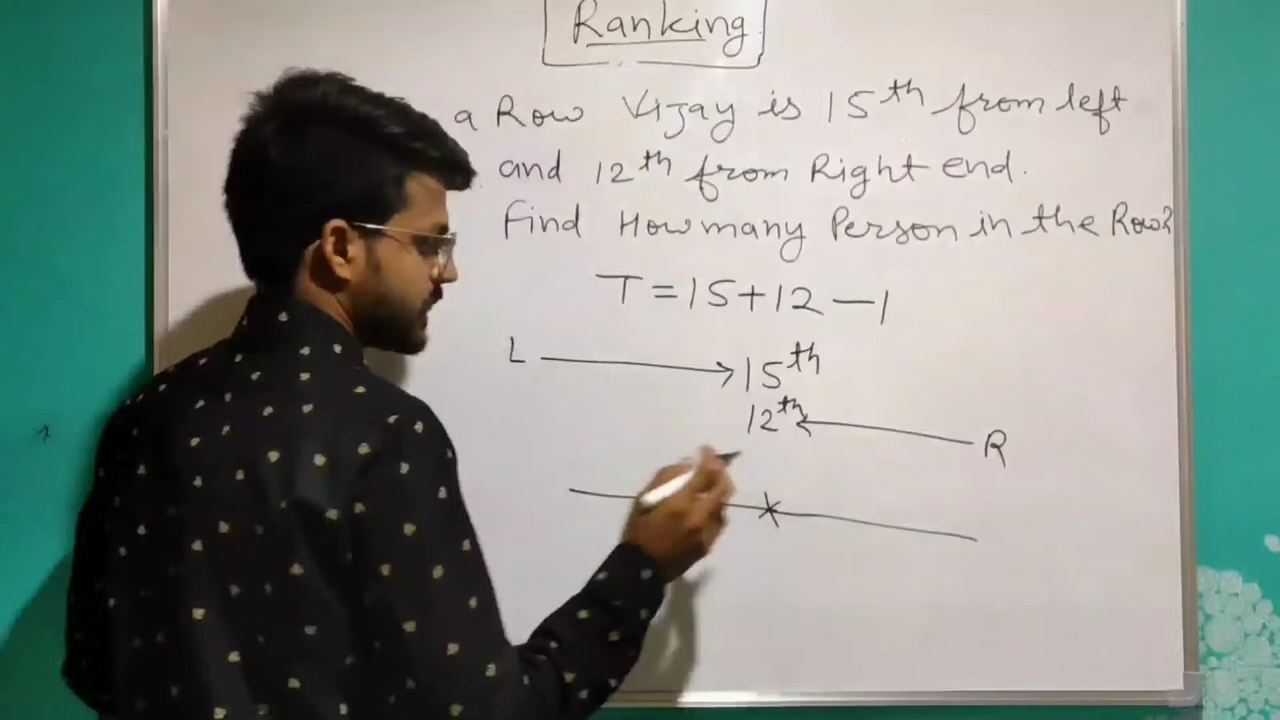 Ranking
a Row Vijay is 15th from left
and 12th from Right end.
Find How many Person in the Row?
T=15+12-1
L 15th
12th R